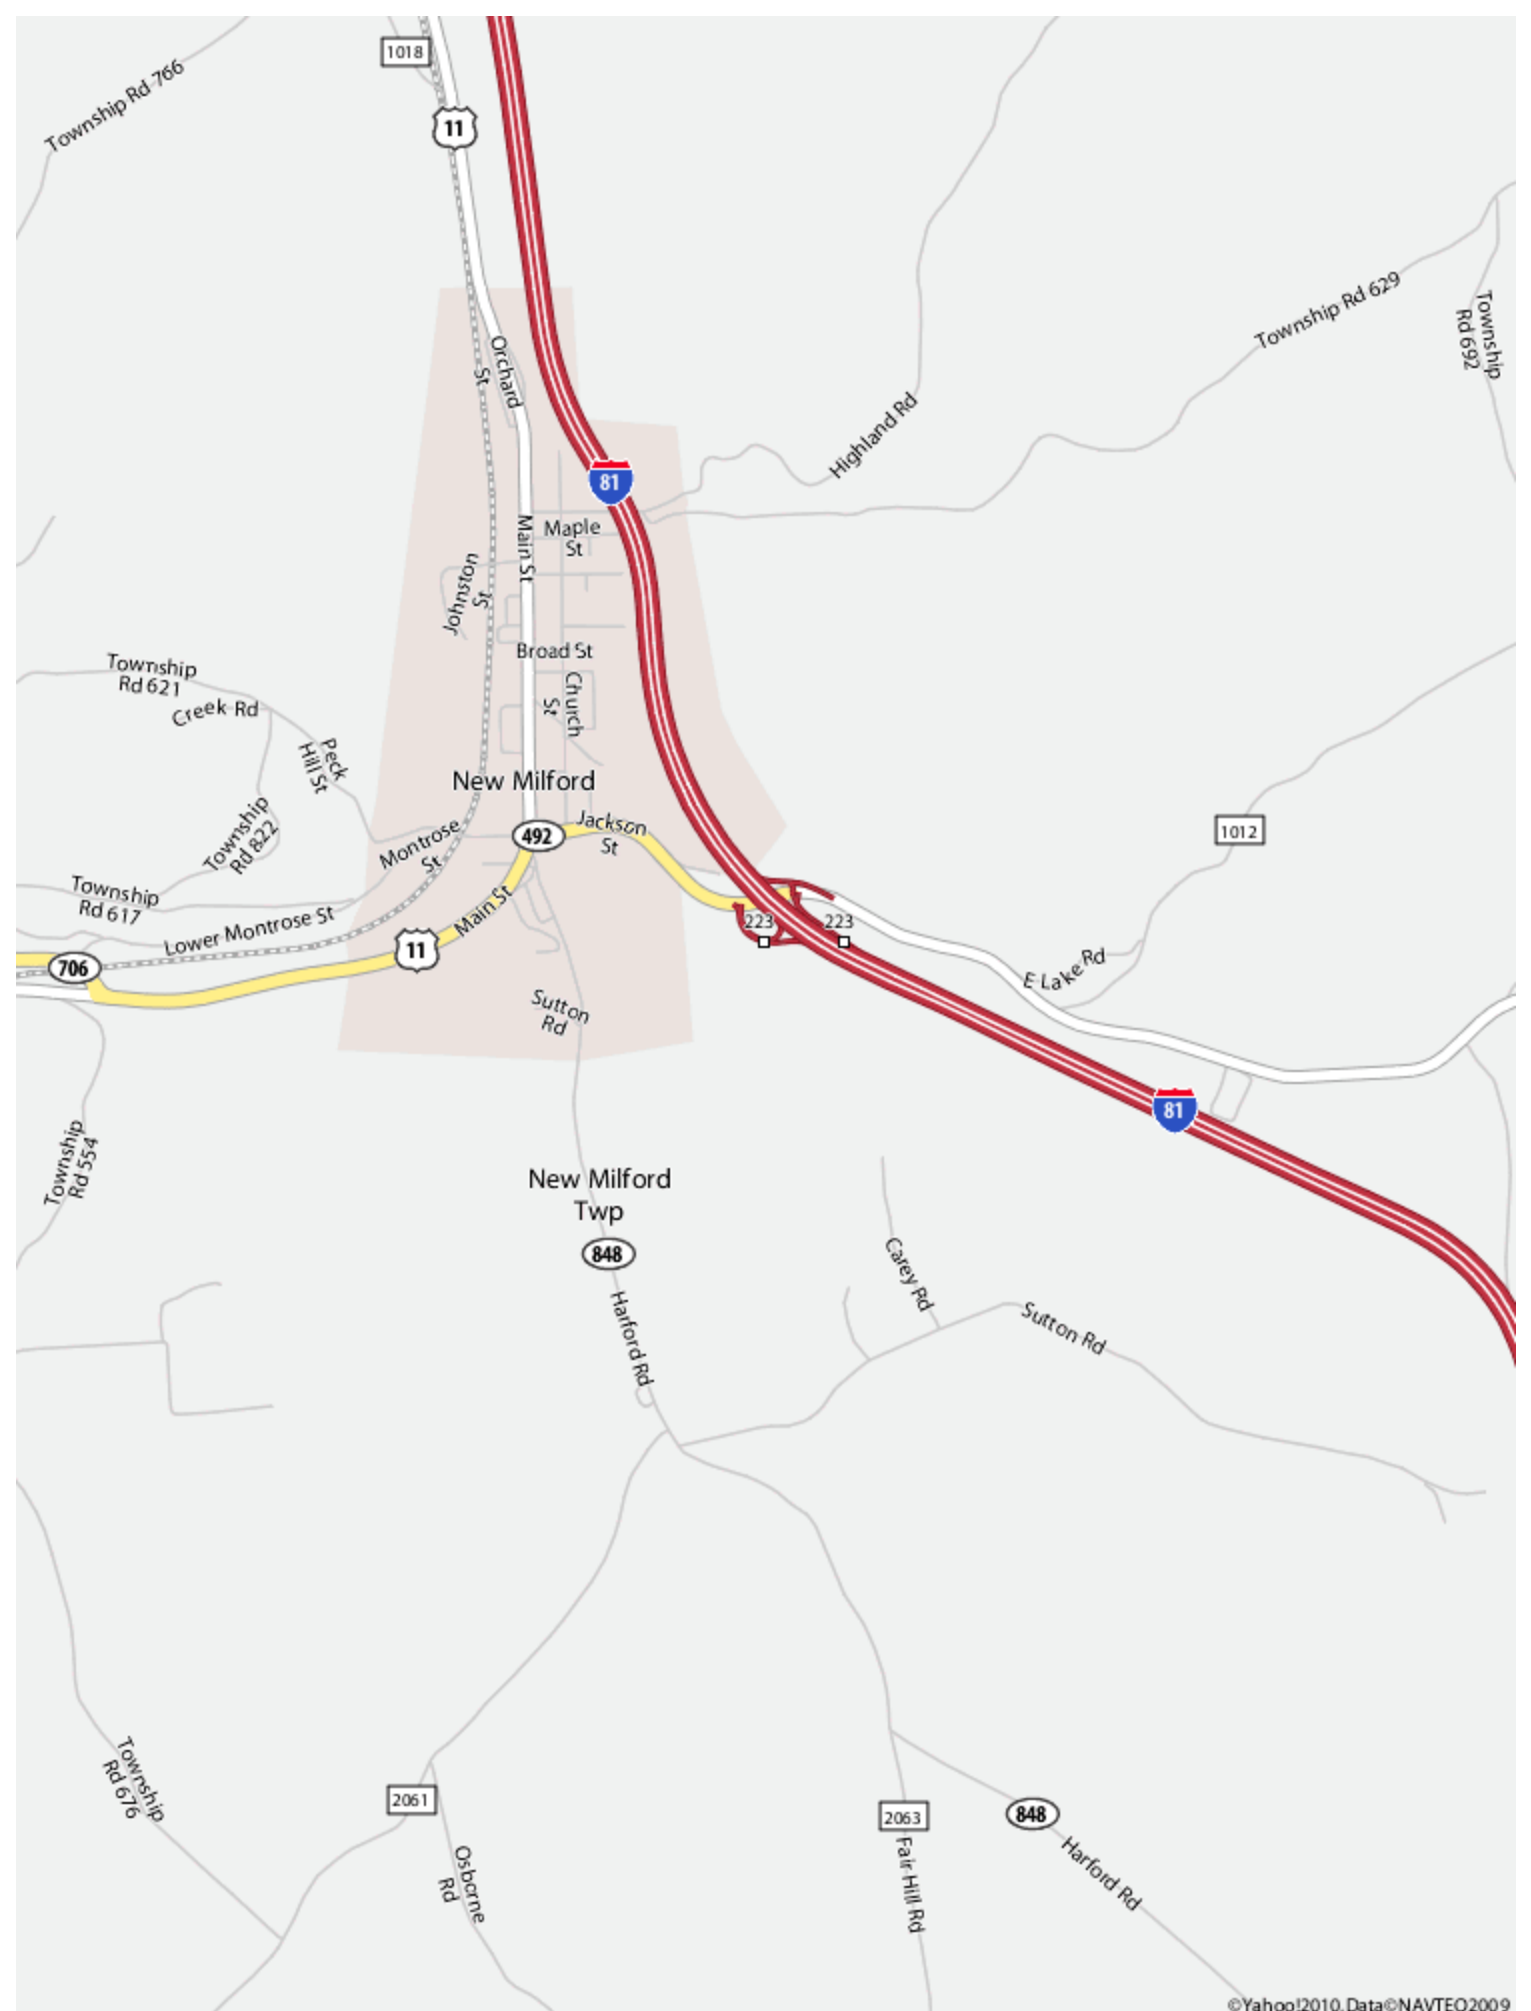 1018
Township Rd 766
11
Township Rd 629
Township
Rd 692
Orchard
St
Highland Rd
81
Main St
Maple
St
Johnston
St
Broad St
Township
Rd 621
Creek Rd
Church
St
Peck
Hill St
New Milford
Township
Rd 822
Montrose
St
492
Jackson
St
1012
Township
Rd 617
Lower Montrose St
Main St
223
223
11
706
E Lake Rd
Sutton
Rd
81
Township
Rd 554
New Milford
Twp
848
Carey Rd
Harford Rd
Sutton Rd
Township
Rd 676
2061
2063
848
Osborne
Rd
Fair Hill Rd
Harford Rd
©Yahoo!2010, Data©NAVTEQ2009